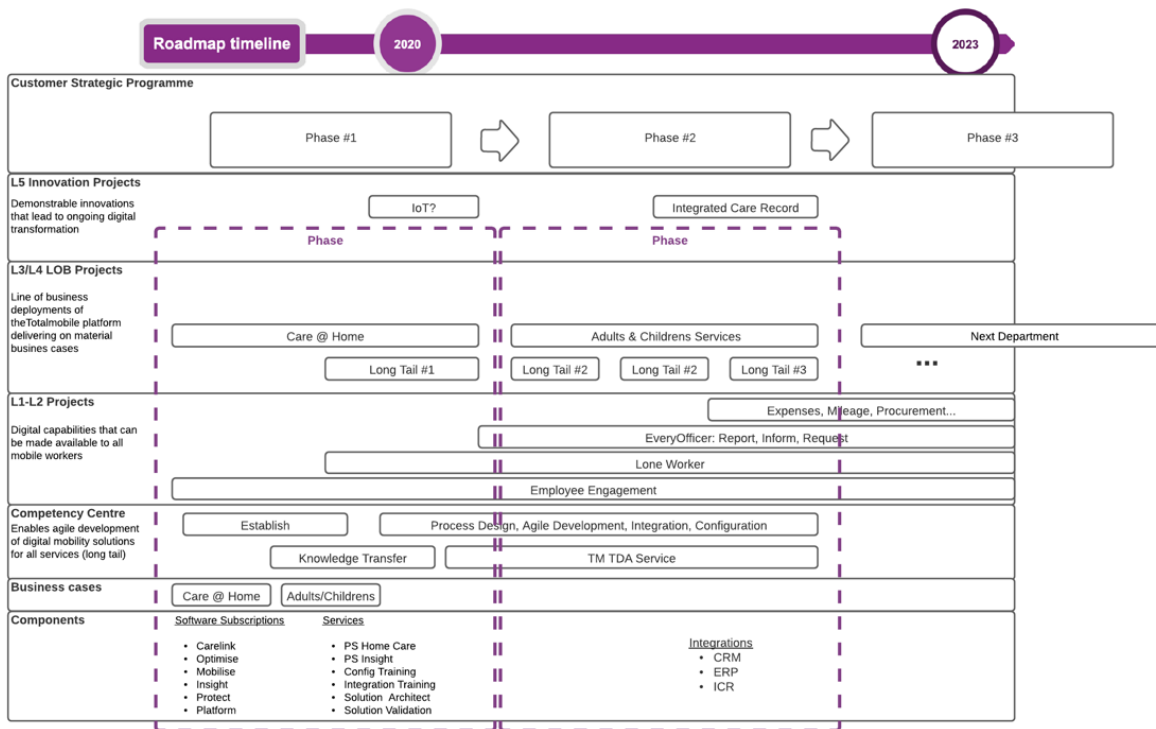 Roadmap timeline
2020
2023
Customer Strategic Programme
Phase #1
Phase #2
Phase #3
L5 Innovation Projects
Demonstrable innovations
that lead to ongoing digital
transformation
IoT?
Integrated Care Record
Phase
Phase
L3/L4 LOB Projects
Line of business
deployments of
theTotalmobile platform
delivering on material
busines cases
Care @ Home
Adults & Childrens Services
Next Department
Long Tail #1
Long Tail #2
Long Tail #2
Long Tail #3
...
L1-L2 Projects
Digital capabilities that can
be made available to all
mobile workers
Expenses, Mileage, Procurement...
EveryOfficer: Report, Inform, Request
Lone Worker
Employee Engagement
Competency Centre
Enables agile development
of digital mobility solutions
for all services (long tail)
Establish
Process Design, Agile Development, Integration, Configuration
Knowledge Transfer
TM TDA Service
Business cases
Care @ Home
Adults/Childrens
Components
Software Subscriptions
• Carelink
• Optimise
• Mobilise
• Insight
• Protect
• Platform
Services
• PS Home Care
• PS Insight
• Config Training
• Integration Training
• Solution Architect
• Solution Validation
Integrations
• CRM
• ERP
• ICR